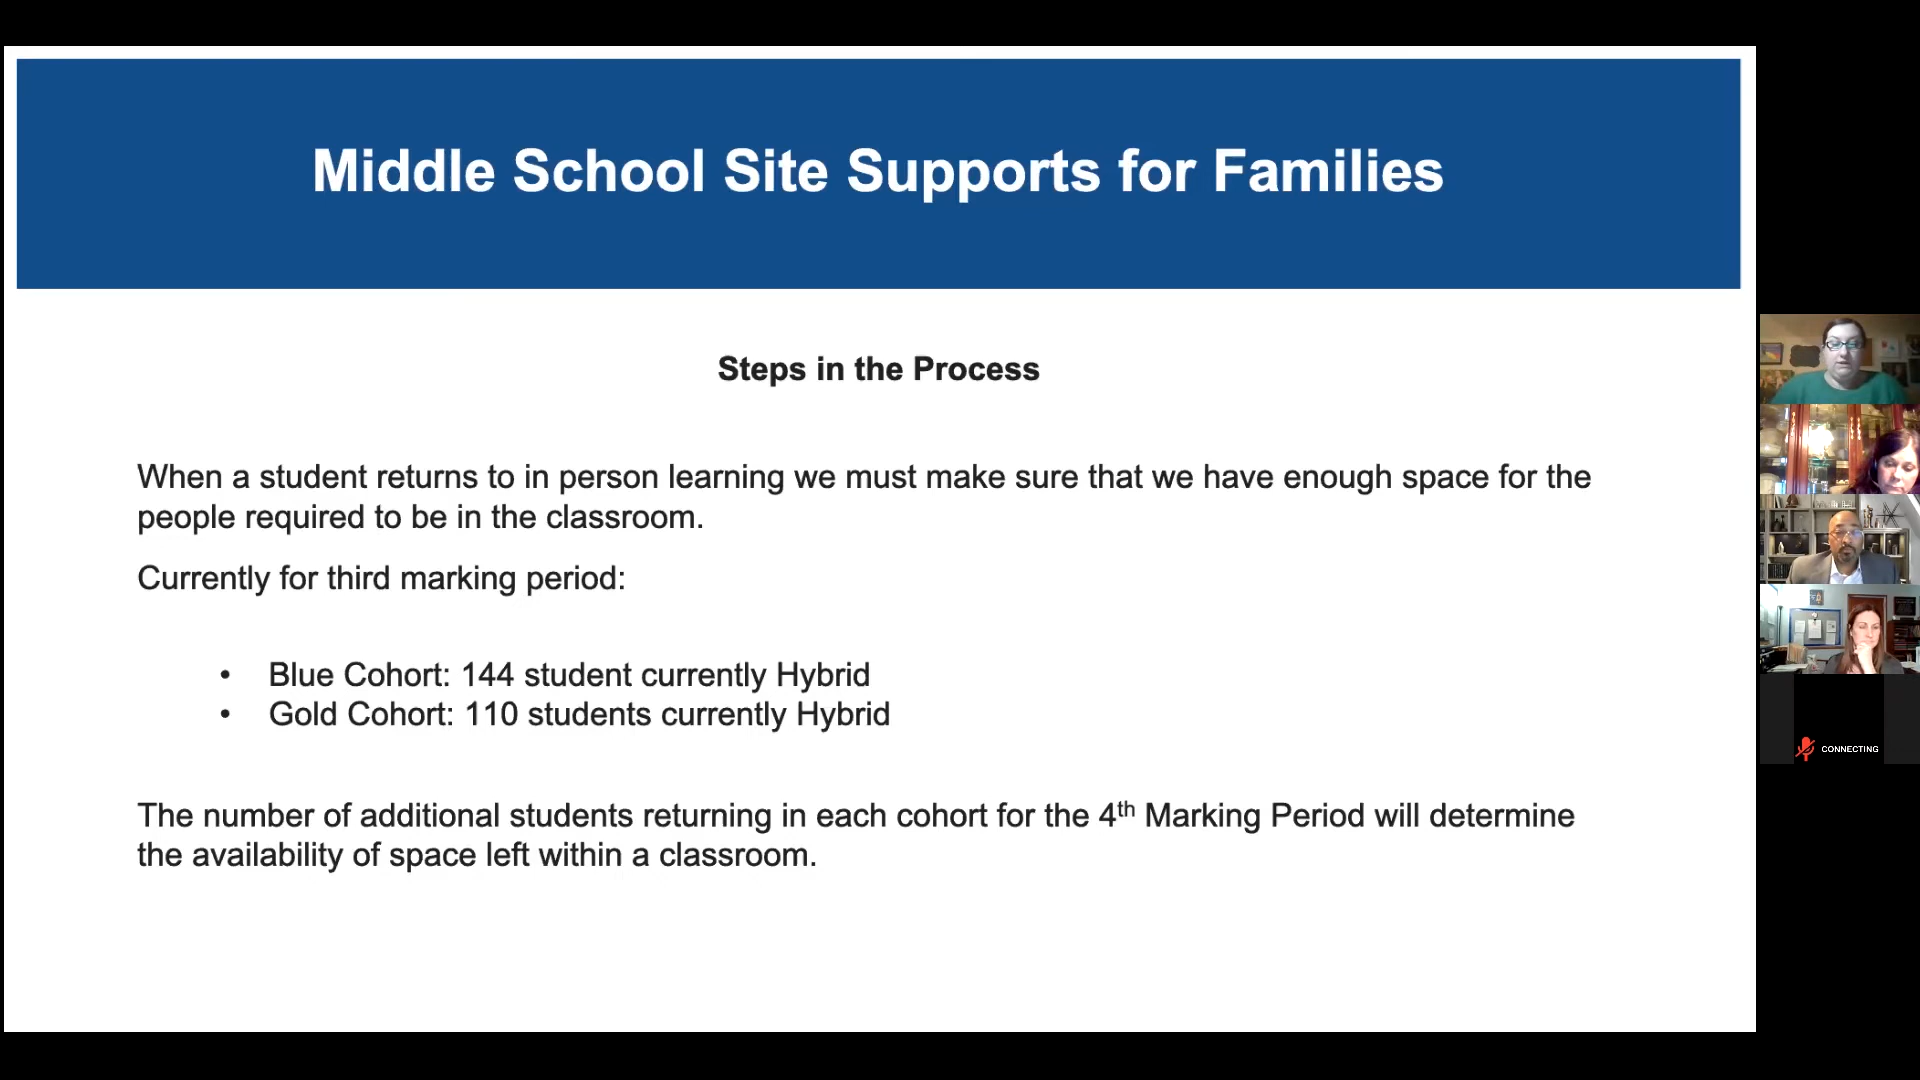 Middle School Site Supports for Families
Steps in the Process
When a student returns to in person learning we must make sure that we have enough space for the
people required to be in the classroom.
Currently for third marking period:
• Blue Cohort: 144 student currently Hybrid
• Gold Cohort: 110 students currently Hybrid
The number of additional students returning in each cohort for the 4th Marking Period will determine
the availability of space left within a classroom.
CONNECTING